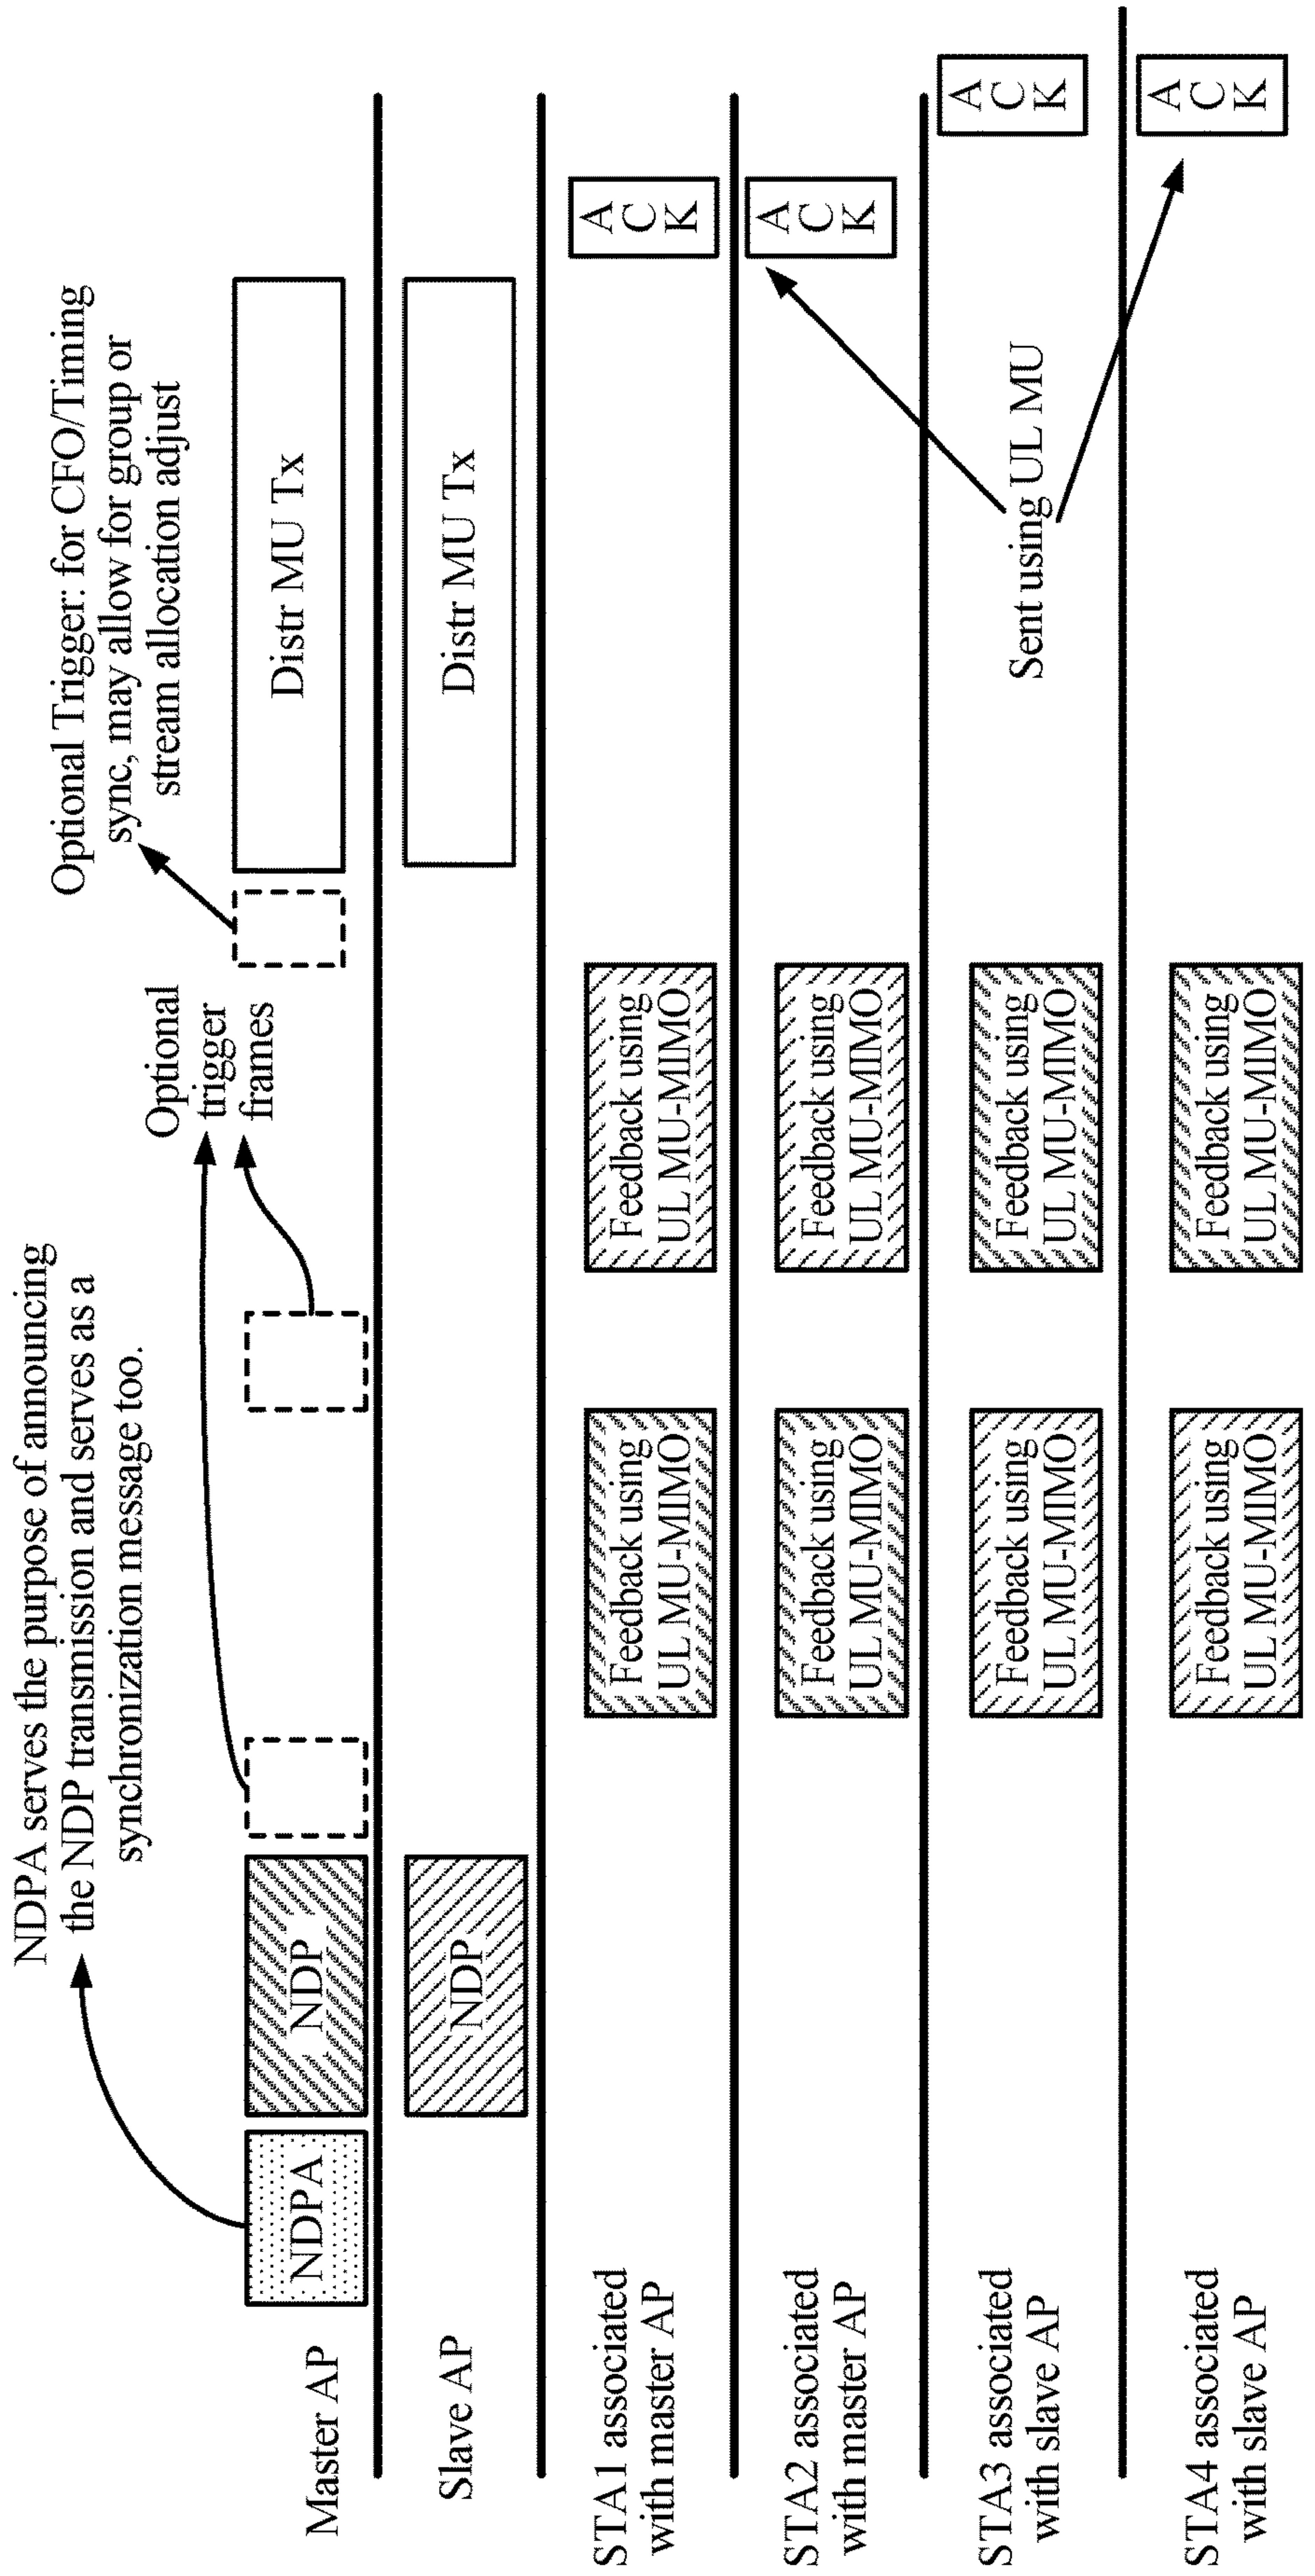 NDPA serves the purpose of announcing
the NDP transmission and serves as a
synchronization message too.
Optional
trigger
frames
Optional Trigger: for CFO/Timing
sync, may allow for group or
stream allocation adjust
Master AP
NDPA
NDP
Distr MU Tx
Slave AP
NDP
Distr MU Tx
STA1 associated
with master AP
Feedback using
UL MU-MIMO
Feedback using
UL MU-MIMO
A
C
K
STA2 associated
with master AP
Feedback using
UL MU-MIMO
Feedback using
UL MU-MIMO
A
C
K
STA3 associated
with slave AP
Feedback using
UL MU-MIMO
Feedback using
UL MU-MIMO
Sent using UL MU
A
C
K
STA4 associated
with slave AP
Feedback using
UL MU-MIMO
Feedback using
UL MU-MIMO
A
C
K